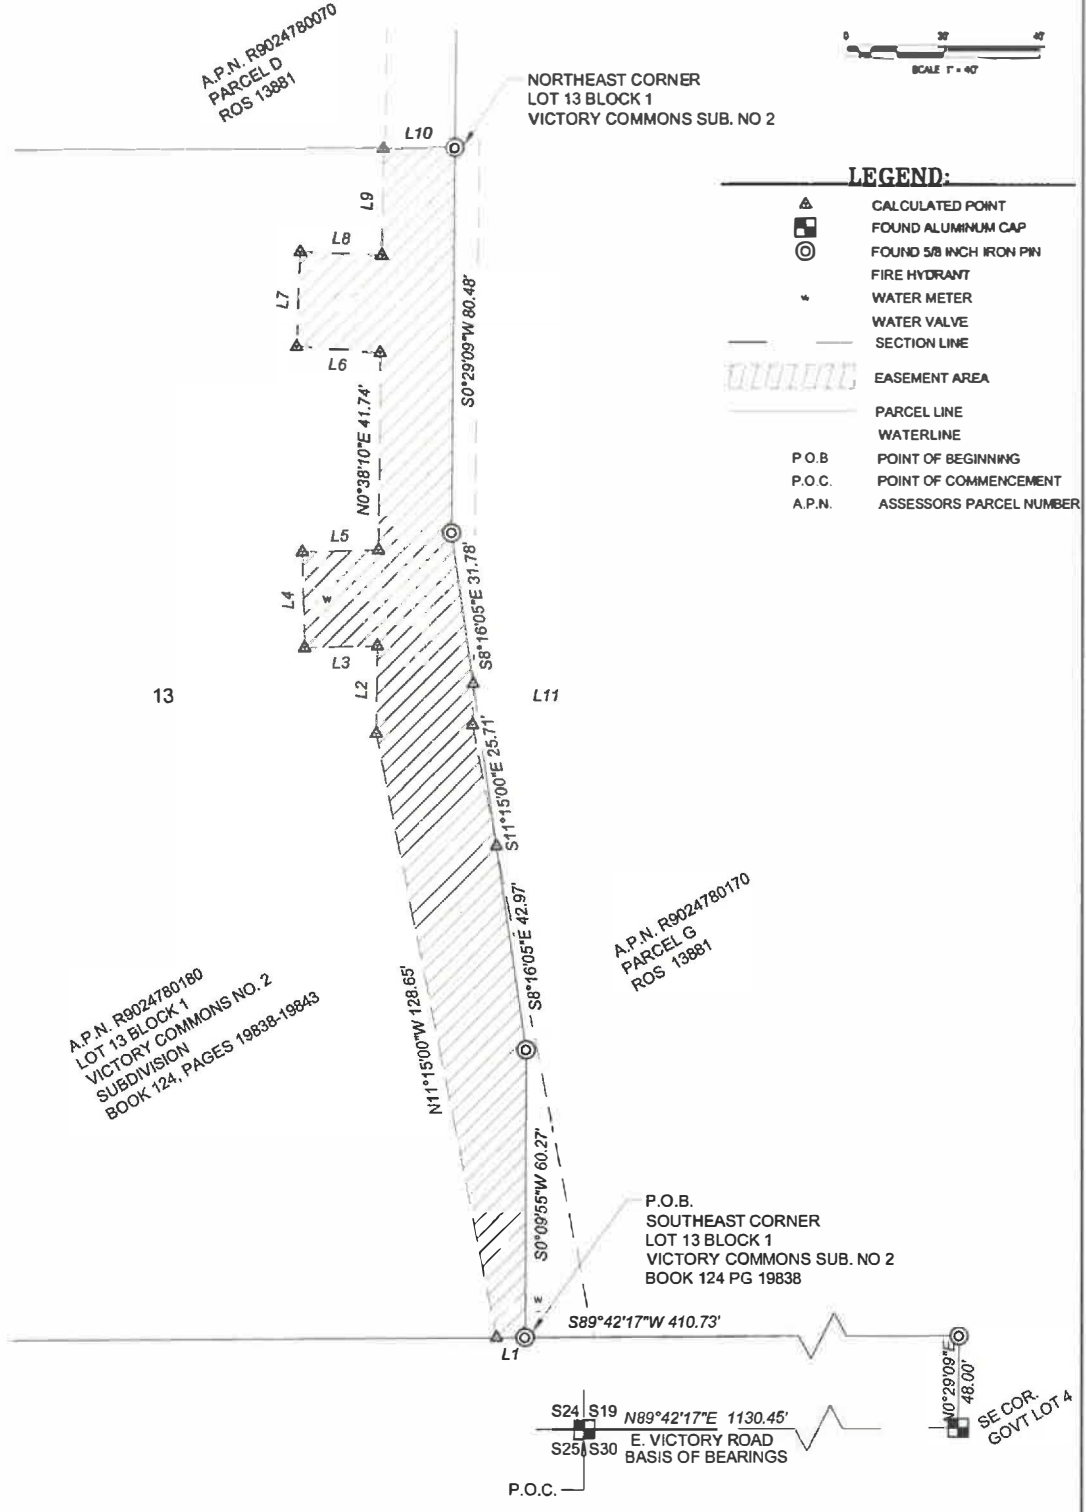 A.P.N. R9024780070
PARCEL D
ROS 13881
NORTHEAST CORNER
LOT 13 BLOCK 1
VICTORY COMMONS SUB. NO 2
SCALE 1" = 40'
LEGEND:
CALCULATED POINT
FOUND ALUMINUM CAP
FOUND 5/8 INCH IRON PIN
FIRE HYDRANT
W WATER METER
WATER VALVE
SECTION LINE
EASEMENT AREA
PARCEL LINE
WATERLINE
P O.B POINT OF BEGINNING
P.O.C. POINT OF COMMENCEMENT
A.P.N. ASSESSORS PARCEL NUMBER
L10
L9
L8
L7
L6
S0°29'09"W 80.48'
N0°38'10"E 41.74'
L5
L4
W
L3
L2
S8°16'05"E 31.78'
13
L11
S11°15'00"E 25.71'
S8°16'05"E 42.97'
A.P.N. R9024780170
PARCEL G
ROS 13881
A.P.N. R9024780180
LOT 13 BLOCK 1
VICTORY COMMONS NO. 2
SUBDIVISION
BOOK 124, PAGES 19838-19843
N11°15'00"W 128.65'
S0°09'55"W 60.27'
P.O.B.
SOUTHEAST CORNER
LOT 13 BLOCK 1
VICTORY COMMONS SUB. NO 2
BOOK 124 PG 19838
W
S89°42'17"W 410.73'
L1
N0°29'09"E
48.00'
SE COR.
GOVT LOT 4
S24 S19
S25 S30
N89°42'17"E 1130.45'
E. VICTORY ROAD
BASIS OF BEARINGS
P.O.C.